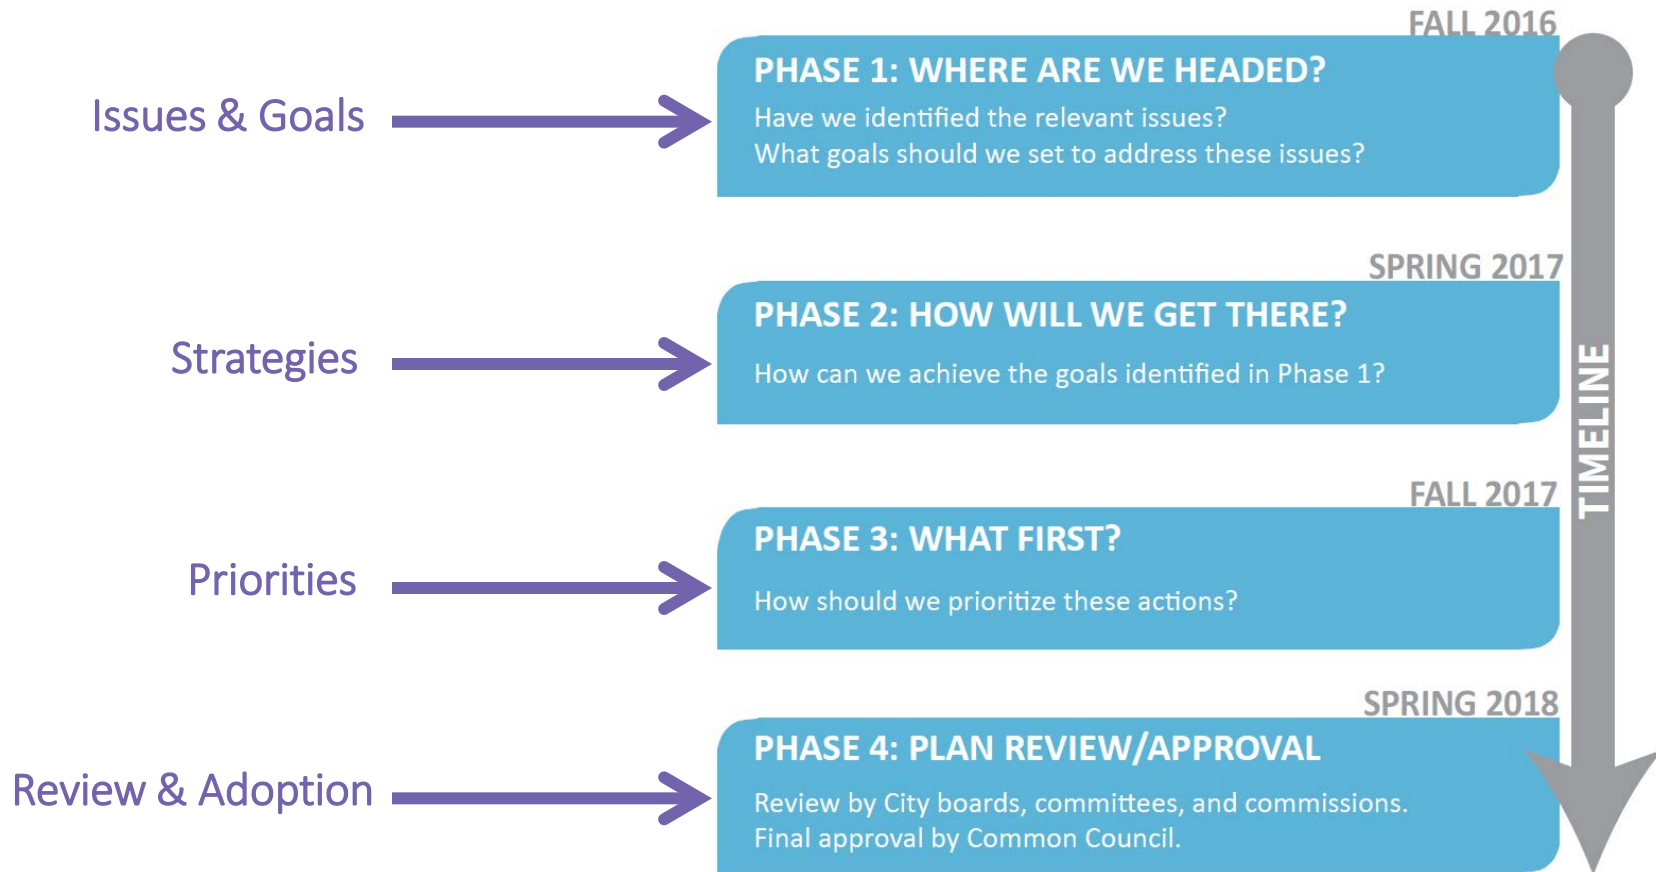 FALL 2016
Issues & Goals
PHASE 1: WHERE ARE WE HEADED?
Have we identified the relevant issues?
What goals should we set to address these issues?
SPRING 2017
Strategies
PHASE 2: HOW WILL WE GET THERE?
How can we achieve the goals identified in Phase 1?
TIMELINE
FALL 2017
Priorities
PHASE 3: WHAT FIRST?
How should we prioritize these actions?
SPRING 2018
Review & Adoption
PHASE 4: PLAN REVIEW/APPROVAL
Review by City boards, committees, and commissions.
Final approval by Common Council.